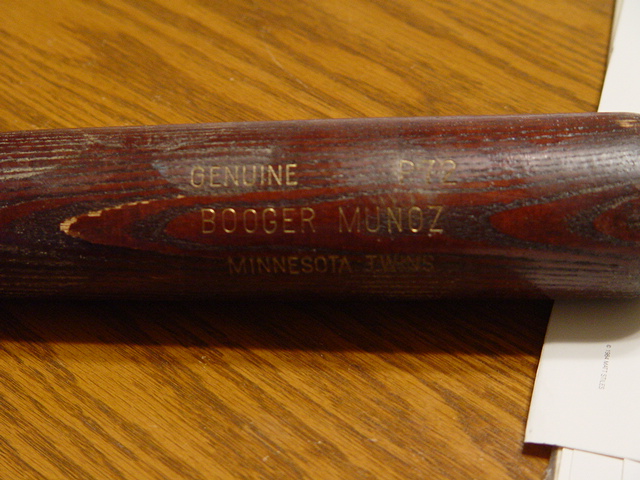 GENUINE P72
BOOGER MUNOZ
MINNESOTA TWINS